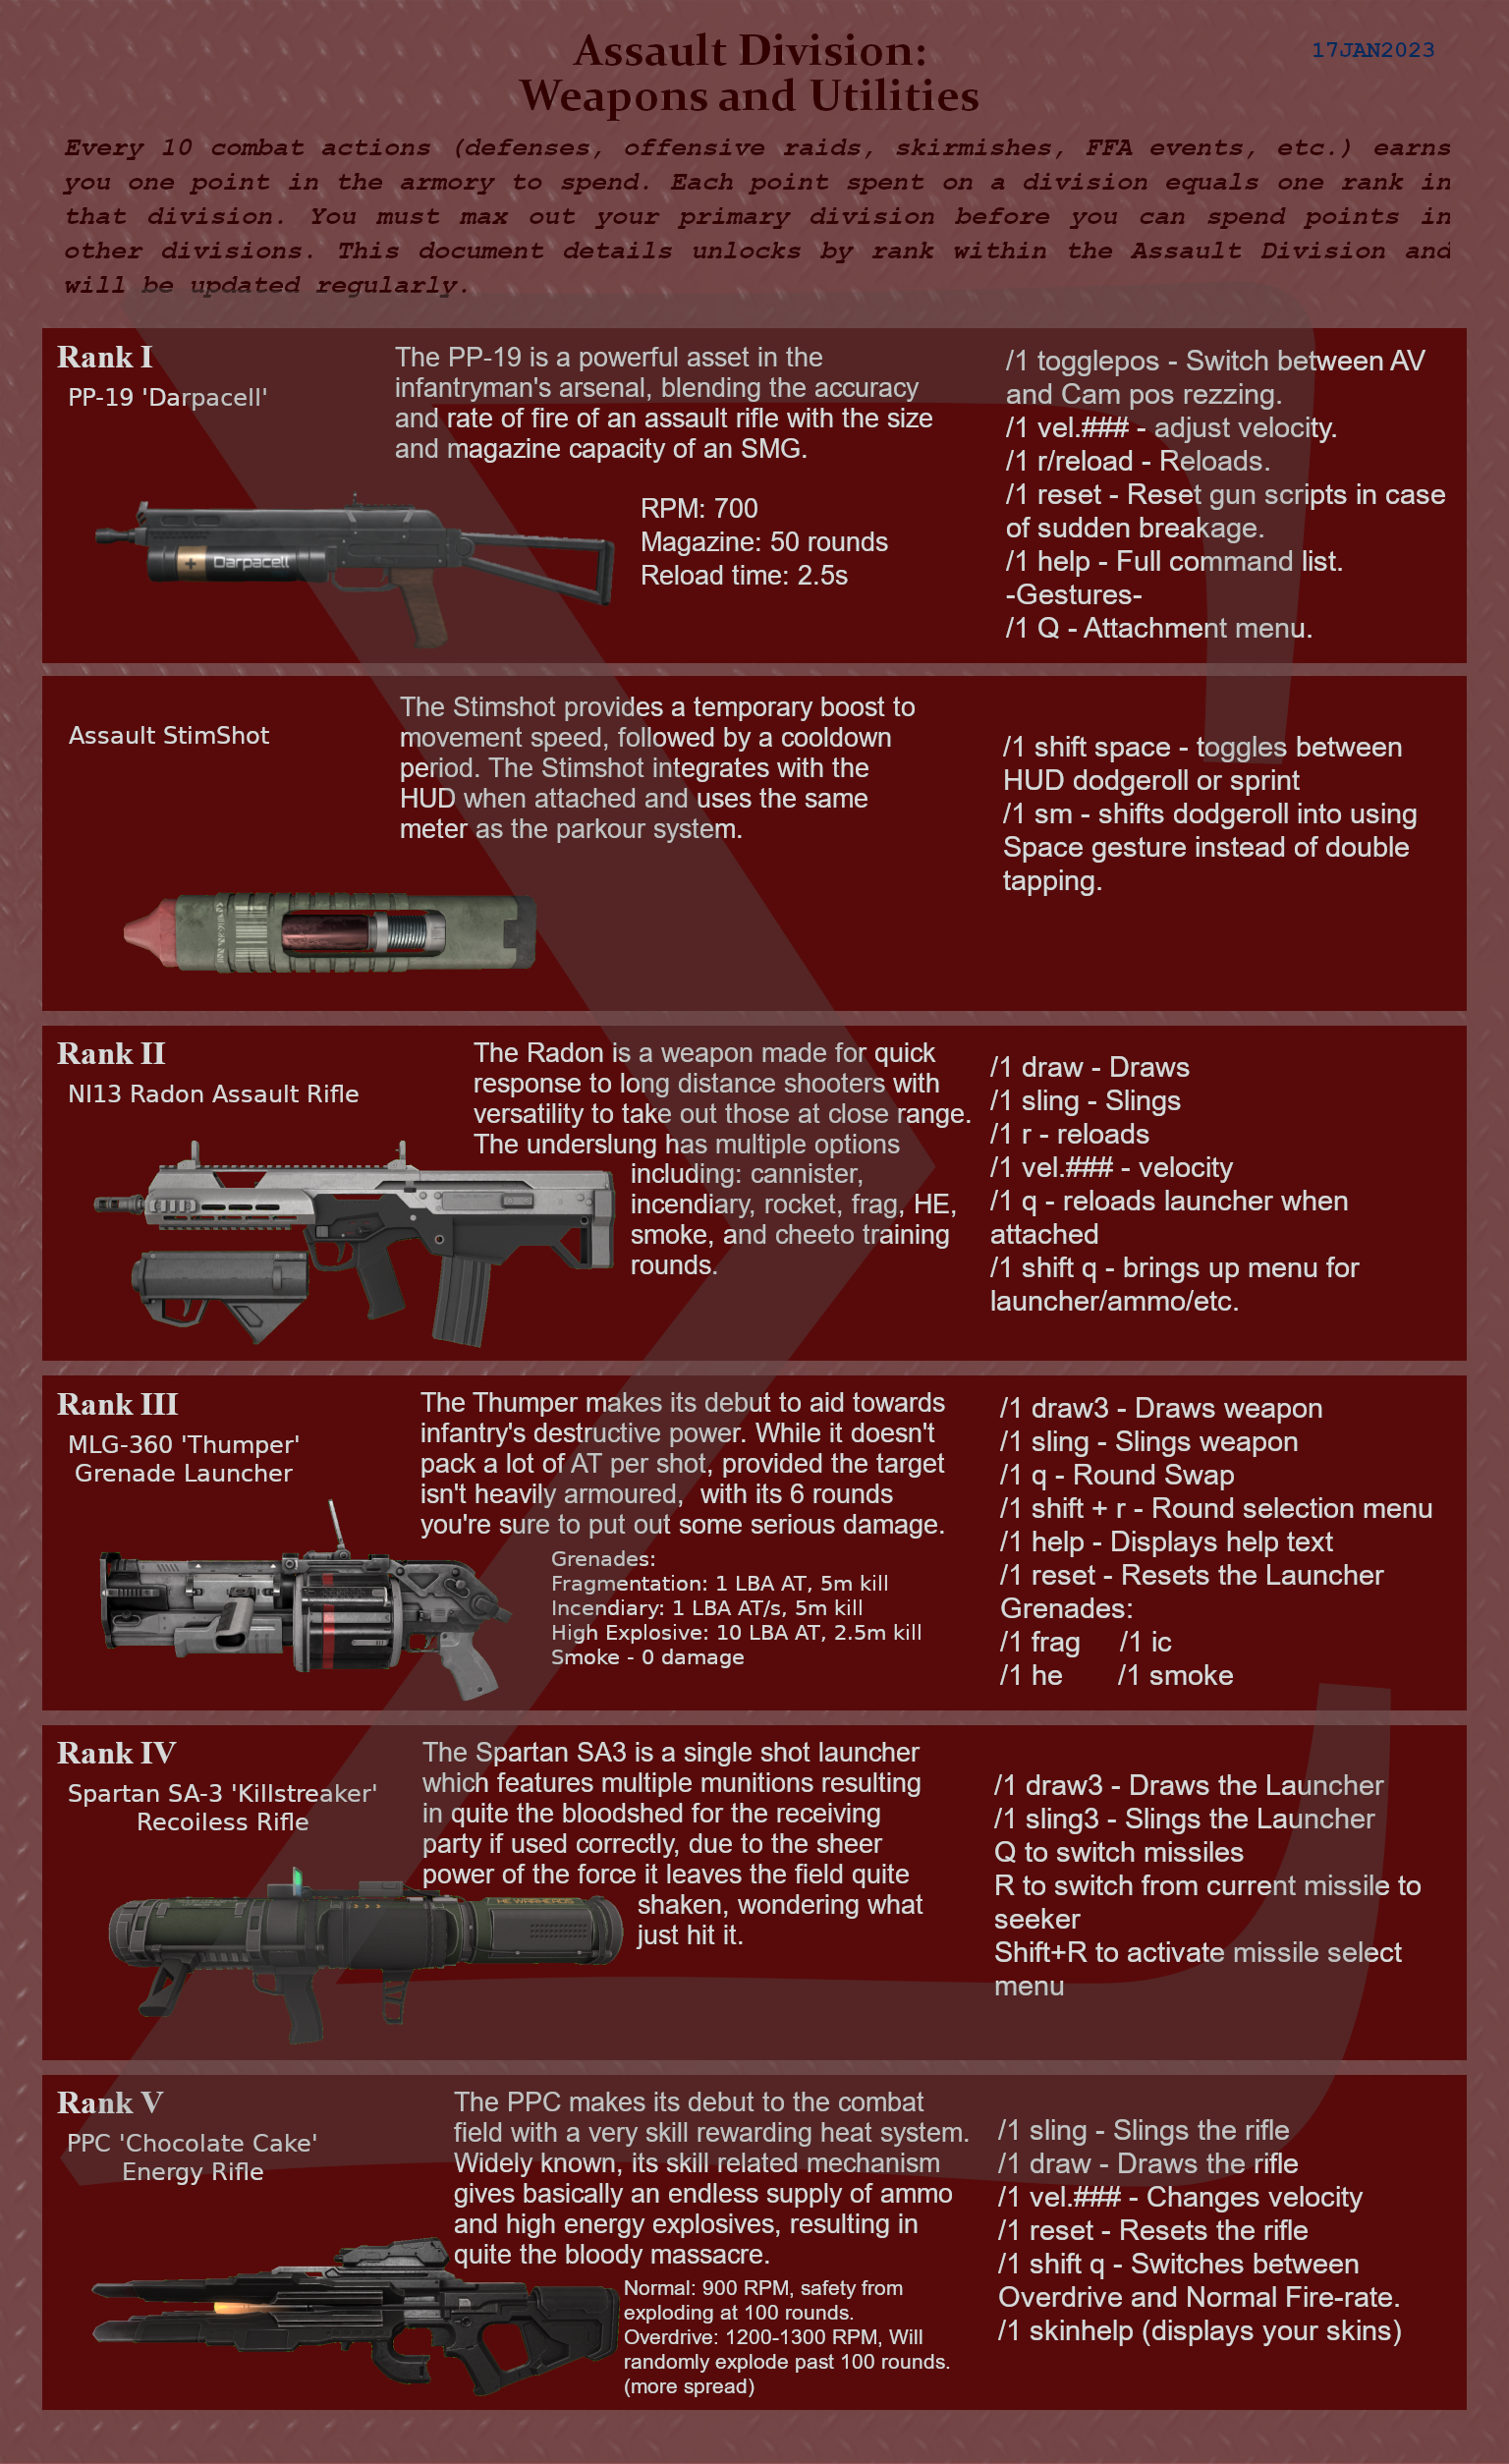 Assault Division:
Weapons and Utilities
17JAN2023
Every 10 combat actions (defenses, offensive raids, skirmishes, FFA events, etc.) earns
you one point in the armory to spend. Each point spent on a division equals one rank in
that division. You must max out your primary division before you can spend points in
other divisions. This document details unlocks by rank within the Assault Division and
will be updated regularly.
Rank I
PP-19 'Darpacell'
The PP-19 is a powerful asset in the
infantryman's arsenal, blending the accuracy
and rate of fire of an assault rifle with the size
and magazine capacity of an SMG.
+ Darpacell
RPM: 700
Magazine: 50 rounds
Reload time: 2.5s
/1 togglepos - Switch between AV
and Cam pos rezzing.
/1 vel.### - adjust velocity.
/1 r/reload - Reloads.
/1 reset - Reset gun scripts in case
of sudden breakage.
/1 help - Full command list.
-Gestures-
/1 Q - Attachment menu.
Assault StimShot
The Stimshot provides a temporary boost to
movement speed, followed by a cooldown
period. The Stimshot integrates with the
HUD when attached and uses the same
meter as the parkour system.
/1 shift space - toggles between
HUD dodgeroll or sprint
/1 sm - shifts dodgeroll into using
Space gesture instead of double
tapping.
Rank II
NI13 Radon Assault Rifle
The Radon is a weapon made for quick
response to long distance shooters with
versatility to take out those at close range.
The underslung has multiple options
including: cannister,
incendiary, rocket, frag, HE,
smoke, and cheeto training
rounds.
/1 draw - Draws
/1 sling - Slings
/1 r - reloads
/1 vel.### - velocity
/1 q - reloads launcher when
attached
/1 shift q - brings up menu for
launcher/ammo/etc.
Rank III
MLG-360 'Thumper'
Grenade Launcher
The Thumper makes its debut to aid towards
infantry's destructive power. While it doesn't
pack a lot of AT per shot, provided the target
isn't heavily armoured,  with its 6 rounds
you're sure to put out some serious damage.
Grenades:
Fragmentation: 1 LBA AT, 5m kill
Incendiary: 1 LBA AT/s, 5m kill
High Explosive: 10 LBA AT, 2.5m kill
Smoke - 0 damage
/1 draw3 - Draws weapon
/1 sling - Slings weapon
/1 q - Round Swap
/1 shift + r - Round selection menu
/1 help - Displays help text
/1 reset - Resets the Launcher
Grenades:
/1 frag /1 ic
/1 he /1 smoke
Rank IV
Spartan SA-3 'Killstreaker'
Recoiless Rifle
The Spartan SA3 is a single shot launcher
which features multiple munitions resulting
in quite the bloodshed for the receiving
party if used correctly, due to the sheer
power of the force it leaves the field quite
shaken, wondering what
just hit it.
HE WARHEADS
/1 draw3 - Draws the Launcher
/1 sling3 - Slings the Launcher
Q to switch missiles
R to switch from current missile to
seeker
Shift+R to activate missile select
menu
Rank V
PPC 'Chocolate Cake'
Energy Rifle
The PPC makes its debut to the combat
field with a very skill rewarding heat system.
Widely known, its skill related mechanism
gives basically an endless supply of ammo
and high energy explosives, resulting in
quite the bloody massacre.
Normal: 900 RPM, safety from
exploding at 100 rounds.
Overdrive: 1200-1300 RPM, Will
randomly explode past 100 rounds.
(more spread)
/1 sling - Slings the rifle
/1 draw - Draws the rifle
/1 vel.### - Changes velocity
/1 reset - Resets the rifle
/1 shift q - Switches between
Overdrive and Normal Fire-rate.
/1 skinhelp (displays your skins)